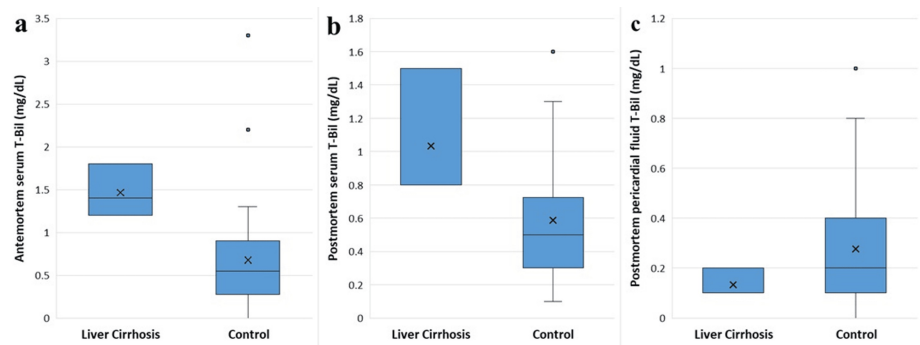 a
Antemortem serum T-Bil (mg/dL)
3.5
3
2.5
2
1.5
1
0.5
0
Liver Cirrhosis Control
b
Postmortem serum T-Bil (mg/dL)
1.8
1.6
1.4
1.2
1
0.8
0.6
0.4
0.2
0
Liver Cirrhosis Control
c
Postmortem pericardial fluid T-Bil (mg/dL)
1.2
1
0.8
0.6
0.4
0.2
0
Liver Cirrhosis Control